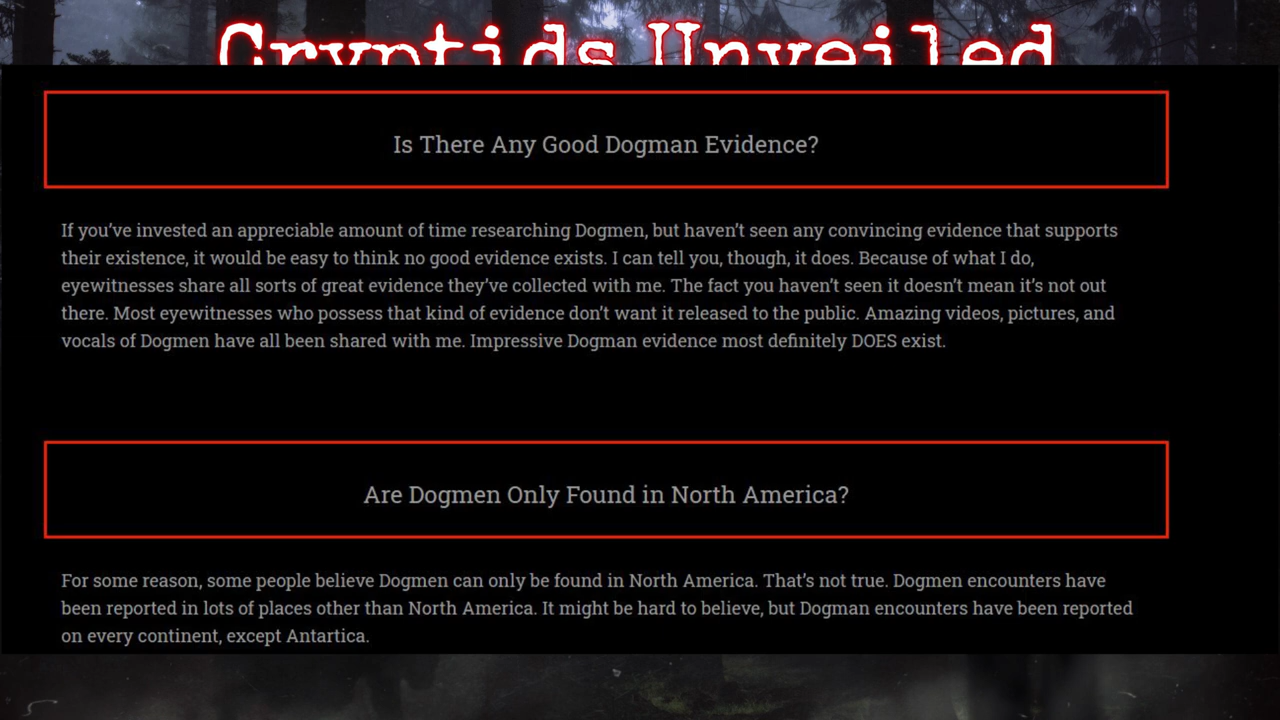 Cryptids Unveiled
Is There Any Good Dogman Evidence?
If you’ve invested an appreciable amount of time researching Dogmen, but haven’t seen any convincing evidence that supports
their existence, it would be easy to think no good evidence exists. I can tell you, though, it does. Because of what I do,
eyewitnesses share all sorts of great evidence they’ve collected with me. The fact you haven’t seen it doesn’t mean it’s not out
there. Most eyewitnesses who possess that kind of evidence don’t want it released to the public. Amazing videos, pictures, and
vocals of Dogmen have all been shared with me. Impressive Dogman evidence most definitely DOES exist.
Are Dogmen Only Found in North America?
For some reason, some people believe Dogmen can only be found in North America. That’s not true. Dogmen encounters have
been reported in lots of places other than North America. It might be hard to believe, but Dogman encounters have been reported
on every continent, except Antartica.